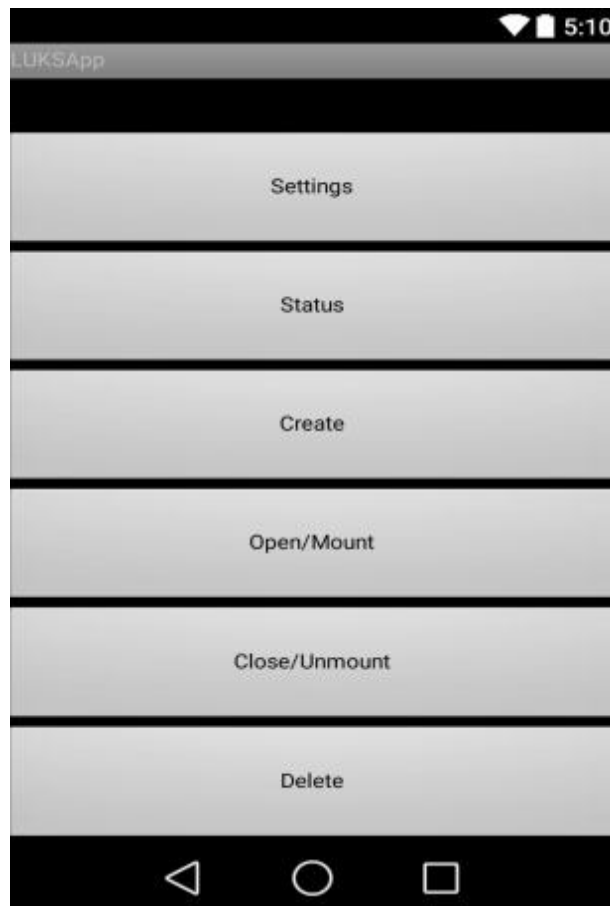 5:10
LUKSApp
Settings
Status
Create
Open/Mount
Close/Unmount
Delete